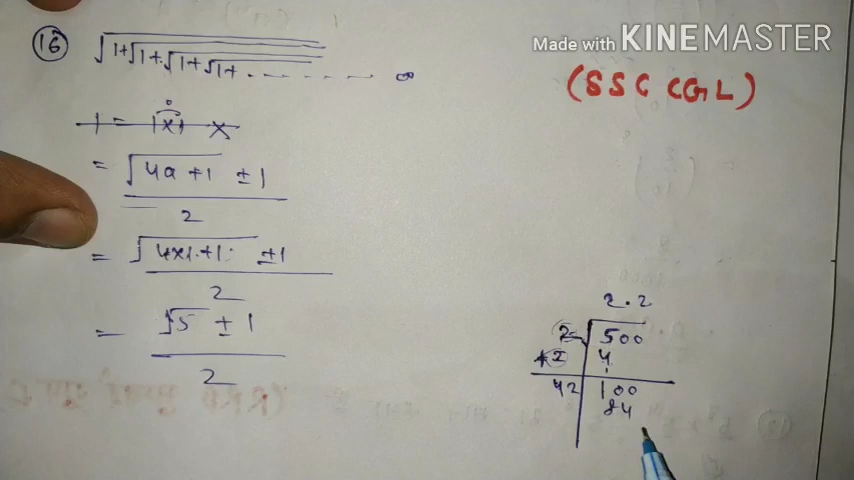 Made with KINEMASTER
(16) √1+√1+√1+√1+√1+ - - - - - - - ∞
(SSC CGL)
= √4a+1 ± 1
2
= √4×1+1 ± 1
2
= √5 ± 1
2
2.2
2 500
+2 4
42 100
84